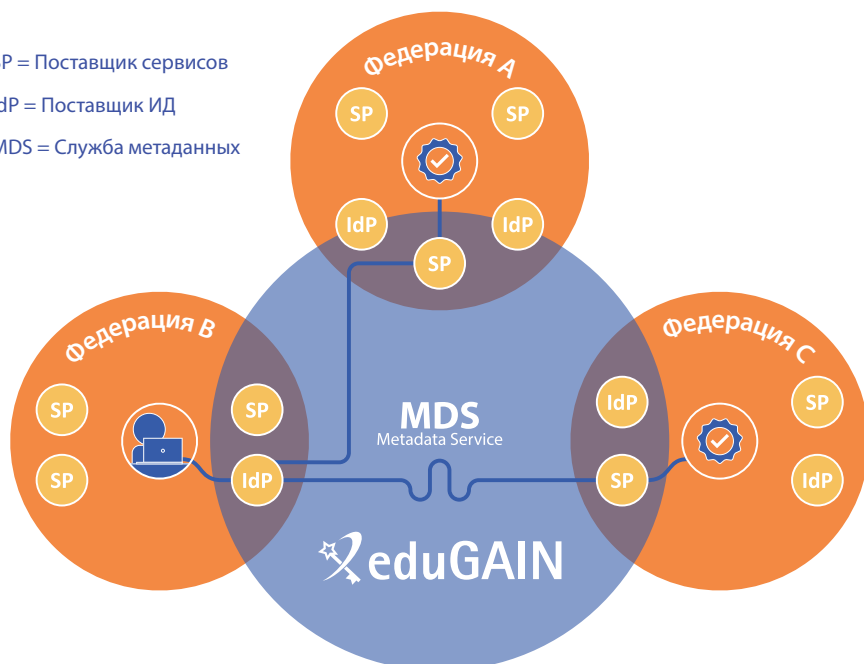 SP = Поставщик сервисов
IdP = Поставщик ИД
MDS = Служба метаданных
Федерация A
SP
SP
IdP
IdP
SP
Федерация B
SP
SP
SP
IdP
MDS
Metadata Service
eduGAIN
Федерация C
IdP
SP
SP
IdP